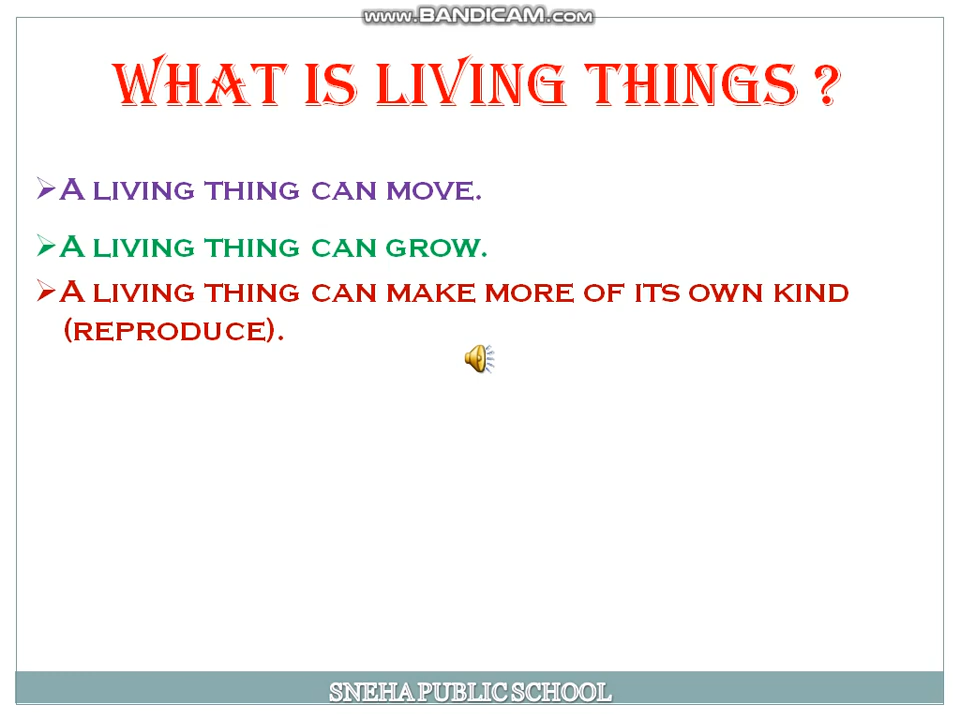 www.BANDICAM.com
WHAT IS LIVING THINGS ?
➢A LIVING THING CAN MOVE.
➢A LIVING THING CAN GROW.
➢A LIVING THING CAN MAKE MORE OF ITS OWN KIND
(REPRODUCE).
SNEHA PUBLIC SCHOOL